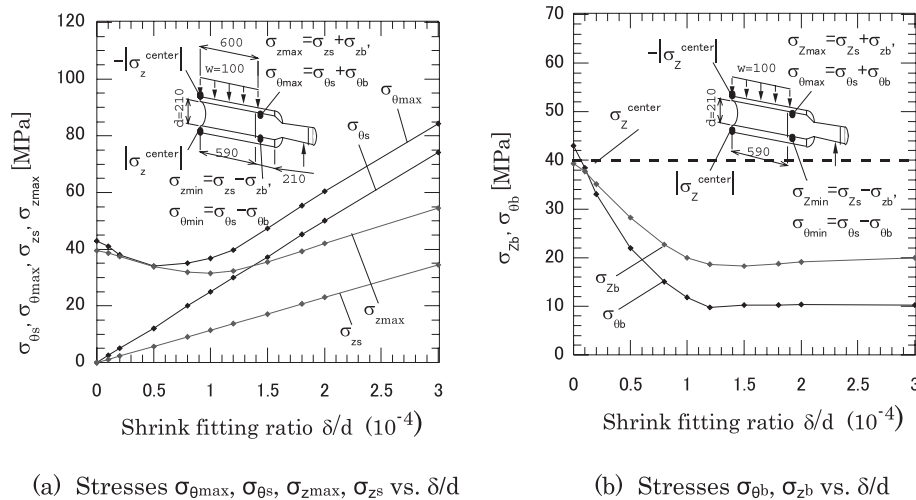 120
100
80
60
40
20
0
σθs, σθmax, σzs, σzmax [MPa]
600
σzmax=σzs+σzb,
−|σz center|
w=100
σθmax=σθs+σθb
d=210
|σz center|
590
210
σzmin=σzs−σzb,
σθmin=σθs−σθb
σθmax
σθs
σzmax
σzs
0 0.5 1 1.5 2 2.5 3
Shrink fitting ratio δ/d (10⁻⁴)
(a) Stresses σθmax, σθs, σzmax, σzs vs. δ/d
70
60
50
40
30
20
10
0
σZb, σθb [MPa]
σZmax=σZs+σzb,
−|σZ center|
w=100
σθmax=σθs+σθb
d=210
|σZ center|
590
σZmin=σZs−σzb,
σθmin=σθs−σθb
σZ center
σZb
σθb
0 0.5 1 1.5 2 2.5 3
Shrink fitting ratio δ/d (10⁻⁴)
(b) Stresses σθb, σzb vs. δ/d